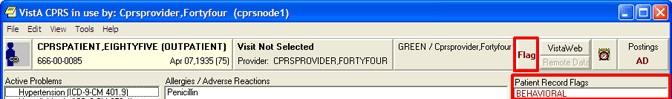 VistA CPRS in use by: Cprsprovider,Fortyfour (cprsnode1)
File Edit View Tools Help
CPRSPATIENT,EIGHTYFIVE (OUTPATIENT) Visit Not Selected GREEN / Cprsprovider,Fortyfour Flag VistaWeb Postings
666-00-0085 Apr 07,1935 (75) Provider: CPRSPROVIDER,FORTYFOUR Remote Data AD
Active Problems Allergies / Adverse Reactions Patient Record Flags
Hypertension (ICD-9-CM 401.9) Penicillin BEHAVIORAL